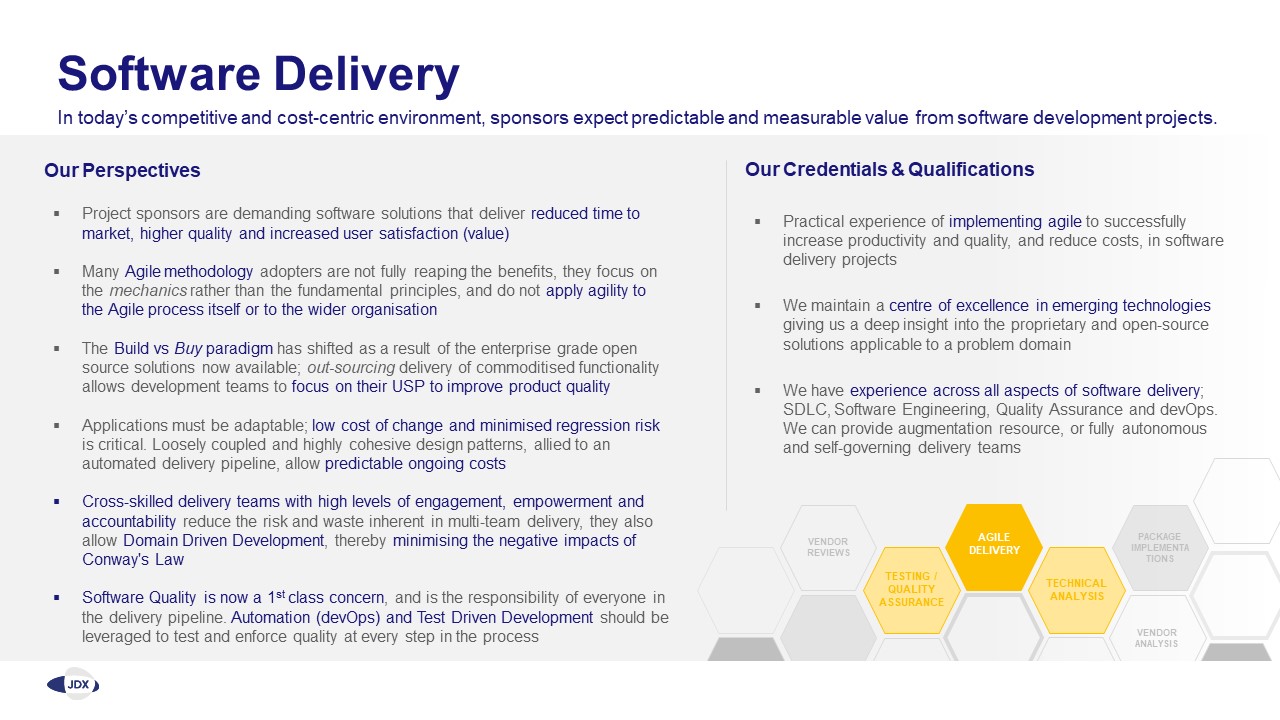 Software Delivery
In today's competitive and cost-centric environment, sponsors expect predictable and measurable value from software development projects.
Our Perspectives
▪ Project sponsors are demanding software solutions that deliver reduced time to
market, higher quality and increased user satisfaction (value)
▪ Many Agile methodology adopters are not fully reaping the benefits, they focus on
the mechanics rather than the fundamental principles, and do not apply agility to
the Agile process itself or to the wider organisation
▪ The Build vs Buy paradigm has shifted as a result of the enterprise grade open
source solutions now available; out-sourcing delivery of commoditised functionality
allows development teams to focus on their USP to improve product quality
▪ Applications must be adaptable; low cost of change and minimised regression risk
is critical. Loosely coupled and highly cohesive design patterns, allied to an
automated delivery pipeline, allow predictable ongoing costs
▪ Cross-skilled delivery teams with high levels of engagement, empowerment and
accountability reduce the risk and waste inherent in multi-team delivery, they also
allow Domain Driven Development, thereby minimising the negative impacts of
Conway's Law
▪ Software Quality is now a 1st class concern, and is the responsibility of everyone in
the delivery pipeline. Automation (devOps) and Test Driven Development should be
leveraged to test and enforce quality at every step in the process
Our Credentials & Qualifications
▪ Practical experience of implementing agile to successfully
increase productivity and quality, and reduce costs, in software
delivery projects
▪ We maintain a centre of excellence in emerging technologies
giving us a deep insight into the proprietary and open-source
solutions applicable to a problem domain
▪ We have experience across all aspects of software delivery;
SDLC, Software Engineering, Quality Assurance and devOps.
We can provide augmentation resource, or fully autonomous
and self-governing delivery teams
VENDOR
REVIEWS
TESTING /
QUALITY
ASSURANCE
AGILE
DELIVERY
TECHNICAL
ANALYSIS
PACKAGE
IMPLEMENTA
TIONS
VENDOR
ANALYSIS
JDX